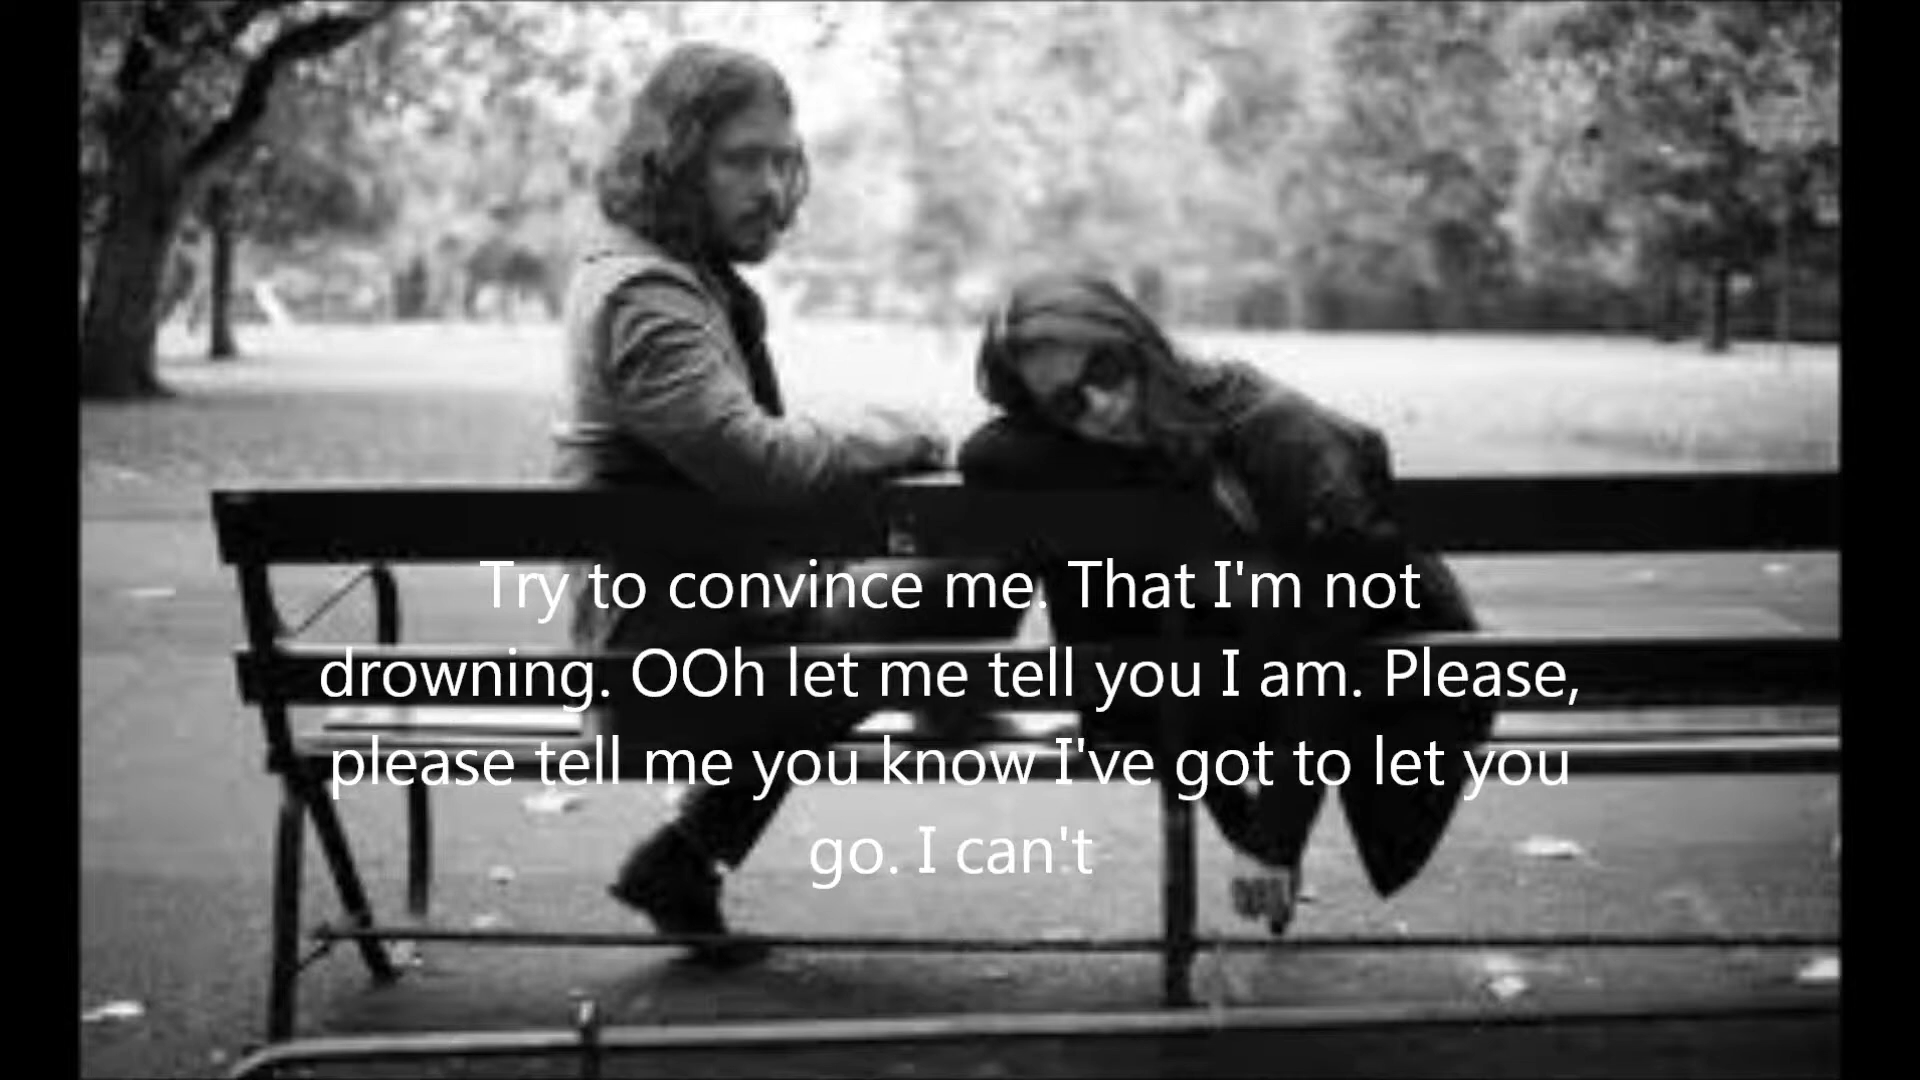 Try to convince me. That I'm not
drowning. OOh let me tell you I am. Please,
please tell me you know I've got to let you
go. I can't